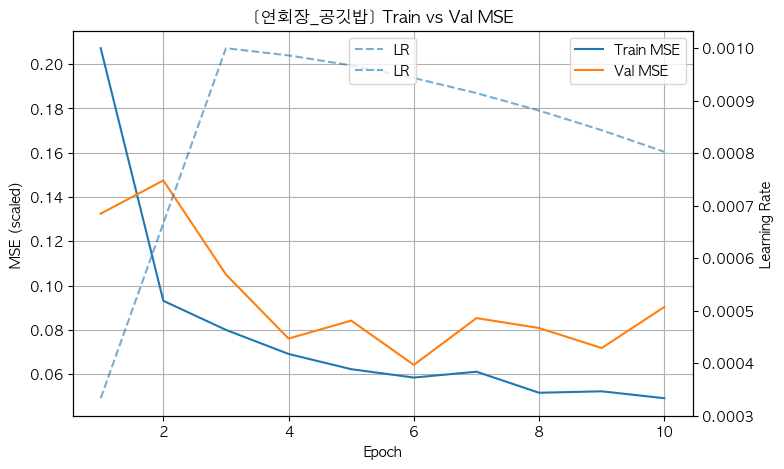 [연회장_공깃밥] Train vs Val MSE
LR
LR
Train MSE
Val MSE
MSE (scaled)
0.20
0.18
0.16
0.14
0.12
0.10
0.08
0.06
0.0010
0.0009
0.0008
0.0007
0.0006
0.0005
0.0004
0.0003
Learning Rate
2
4
6
8
10
Epoch